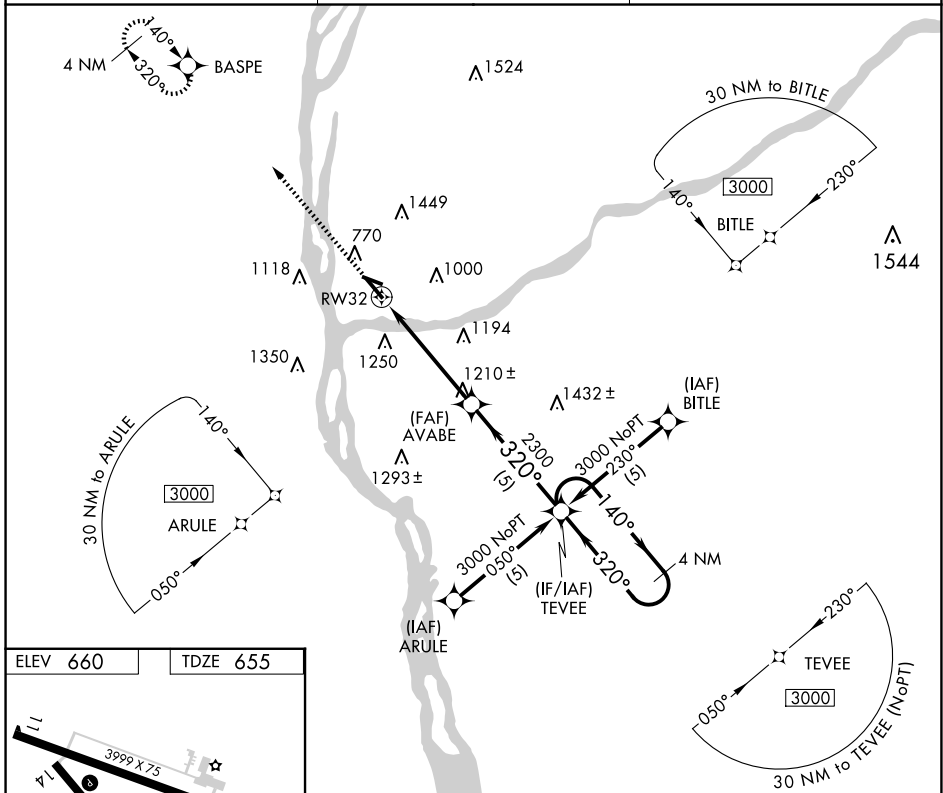 140°
320°
4 NM
BASPE
1524
30 NM to BITLE
140°
3000
230°
BITLE
1544
1449
770
1118
1000
RW32
1194
1250
1350
1210 ±
1432 ±
(IAF)
BITLE
(FAF)
AVABE
2300
320°
(5)
3000 NoPT
230°
(5)
1293 ±
30 NM to ARULE
140°
3000
ARULE
050°
140°
320°
4 NM
3000 NoPT
050°
(5)
(IF/IAF)
TEVEE
(IAF)
ARULE
230°
TEVEE
050°
3000
30 NM to TEVEE (NoPT)
ELEV 660
TDZE 655
11
3999 X 75
14
P